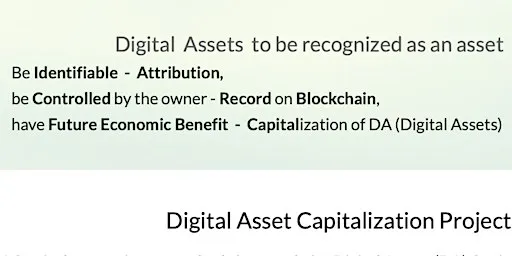 Digital Assets to be recognized as an asset
Be Identifiable - Attribution,
be Controlled by the owner - Record on Blockchain,
have Future Economic Benefit - Capitalization of DA (Digital Assets)
Digital Asset Capitalization Project